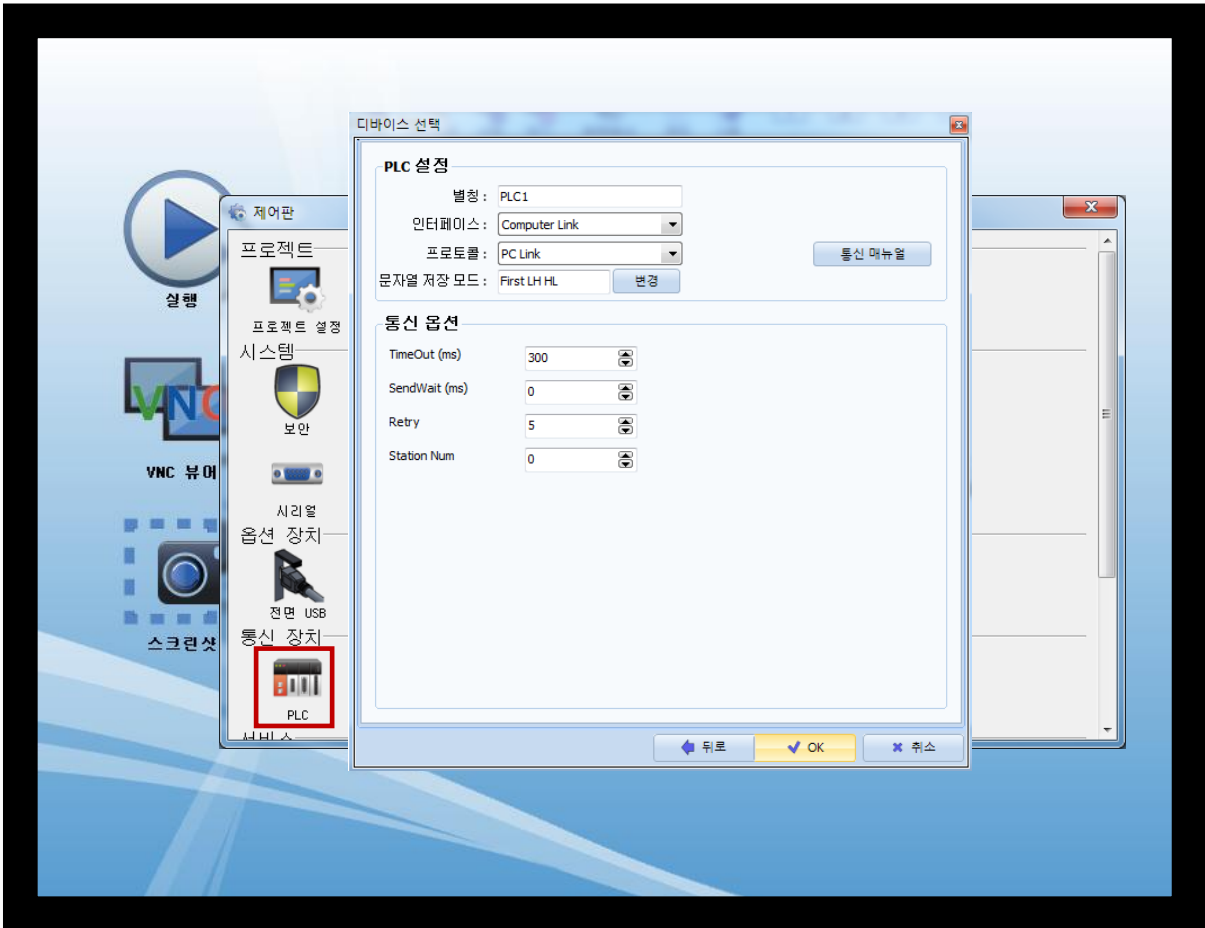 디바이스 선택
PLC 설정
별칭 : PLC1
인터페이스 : Computer Link
프로토콜 : PC Link
통신 매뉴얼
문자열 저장 모드 : First LH HL 변경
통신 옵션
TimeOut (ms) 300
SendWait (ms) 0
Retry 5
Station Num 0
뒤로 OK 취소
제어판
프로젝트
프로젝트 설정
시스템
보안
시리얼
옵션 장치
전면 USB
통신 장치
PLC
서비스
실행
VNC
VNC 뷰어
스크린샷